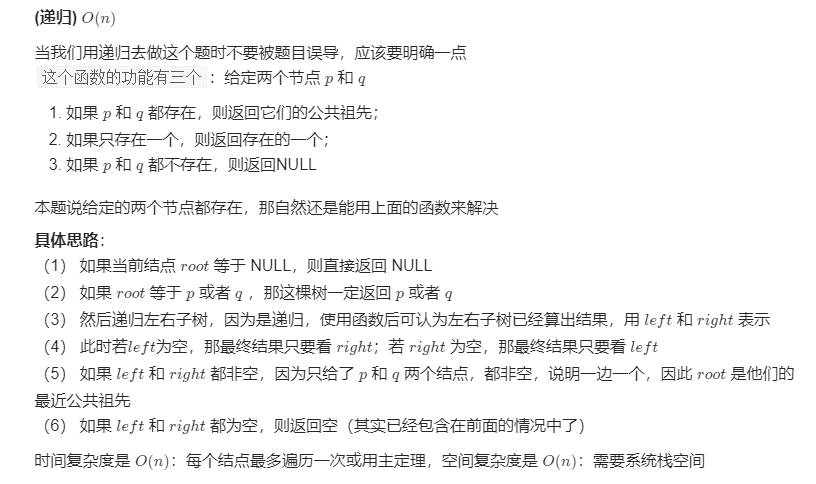 (递归) O(n)
当我们用递归去做这个题时不要被题目误导，应该要明确一点
这个函数的功能有三个：给定两个节点 p 和 q
1. 如果 p 和 q 都存在，则返回它们的公共祖先；
2. 如果只存在一个，则返回存在的一个；
3. 如果 p 和 q 都不存在，则返回NULL
本题说给定的两个节点都存在，那自然还是能用上面的函数来解决
具体思路：
（1） 如果当前结点 root 等于 NULL，则直接返回 NULL
（2） 如果 root 等于 p 或者 q ，那这棵树一定返回 p 或者 q
（3） 然后递归左右子树，因为是递归，使用函数后可认为左右子树已经算出结果，用 left 和 right 表示
（4） 此时若left为空，那最终结果只要看 right；若 right 为空，那最终结果只要看 left
（5） 如果 left 和 right 都非空，因为只给了 p 和 q 两个结点，都非空，说明一边一个，因此 root 是他们的
最近公共祖先
（6） 如果 left 和 right 都为空，则返回空（其实已经包含在前面的情况中了）
时间复杂度是 O(n)：每个结点最多遍历一次或用主定理，空间复杂度是 O(n)：需要系统栈空间